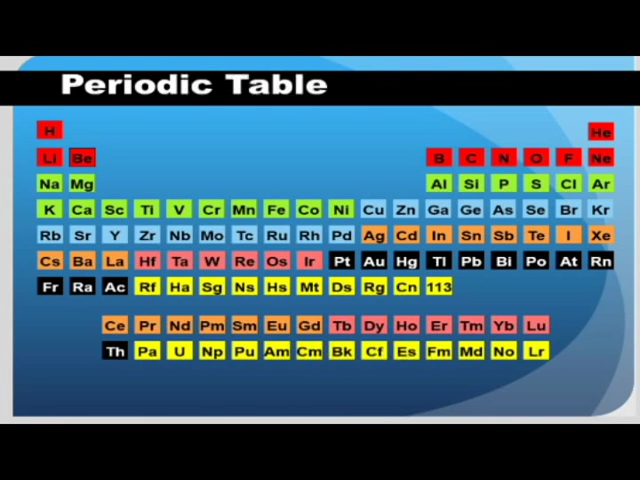 Periodic Table
H He
Li Be B C N O F Ne
Na Mg Al Si P S Cl Ar
K Ca Sc Ti V Cr Mn Fe Co Ni Cu Zn Ga Ge As Se Br Kr
Rb Sr Y Zr Nb Mo Tc Ru Rh Pd Ag Cd In Sn Sb Te I Xe
Cs Ba La Hf Ta W Re Os Ir Pt Au Hg Tl Pb Bi Po At Rn
Fr Ra Ac Rf Ha Sg Ns Hs Mt Ds Rg Cn 113
Ce Pr Nd Pm Sm Eu Gd Tb Dy Ho Er Tm Yb Lu
Th Pa U Np Pu Am Cm Bk Cf Es Fm Md No Lr